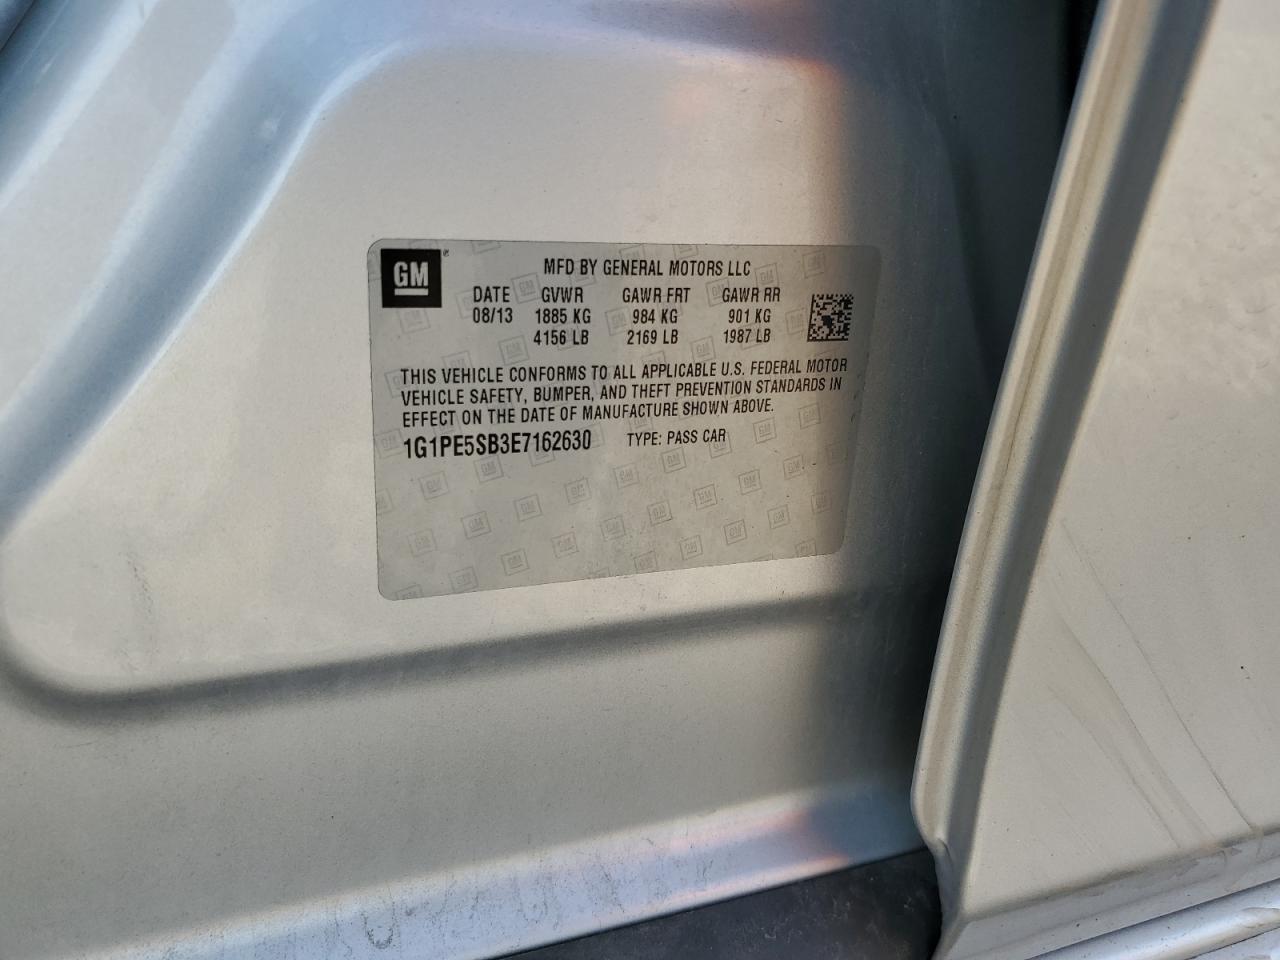 GM
MFD BY GENERAL MOTORS LLC
DATE GVWR GAWR FRT GAWR RR
08/13 1885 KG 984 KG 901 KG
4156 LB 2169 LB 1987 LB
THIS VEHICLE CONFORMS TO ALL APPLICABLE U.S. FEDERAL MOTOR
VEHICLE SAFETY, BUMPER, AND THEFT PREVENTION STANDARDS IN
EFFECT ON THE DATE OF MANUFACTURE SHOWN ABOVE.
1G1PE5SB3E7162630 TYPE: PASS CAR